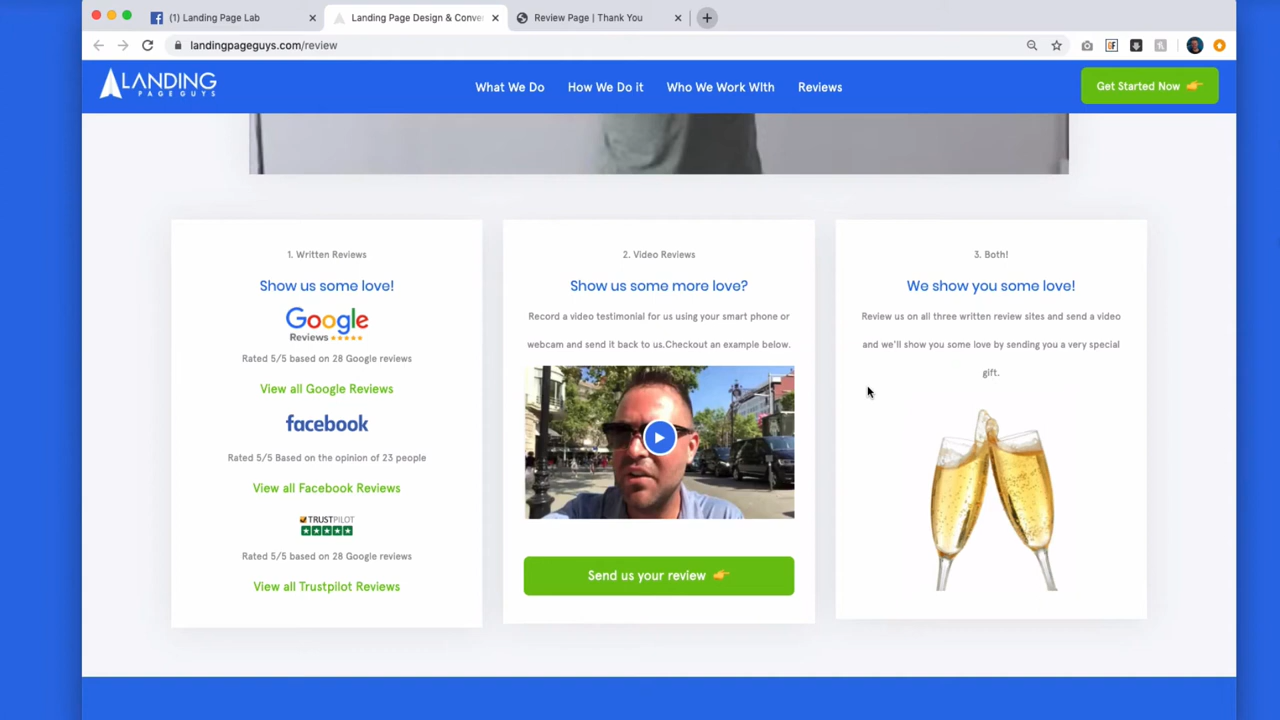 (1) Landing Page Lab
Landing Page Design & Conve
Review Page | Thank You
landingpageguys.com/review
LANDING
PAGE GUYS
What We Do
How We Do it
Who We Work With
Reviews
Get Started Now
1. Written Reviews
Show us some love!
Google
Reviews
Rated 5/5 based on 28 Google reviews
View all Google Reviews
facebook
Rated 5/5 Based on the opinion of 23 people
View all Facebook Reviews
TRUSTPILOT
Rated 5/5 based on 28 Google reviews
View all Trustpilot Reviews
2. Video Reviews
Show us some more love?
Record a video testimonial for us using your smart phone or
webcam and send it back to us.Checkout an example below.
Send us your review
3. Both!
We show you some love!
Review us on all three written review sites and send a video
and we'll show you some love by sending you a very special
gift.